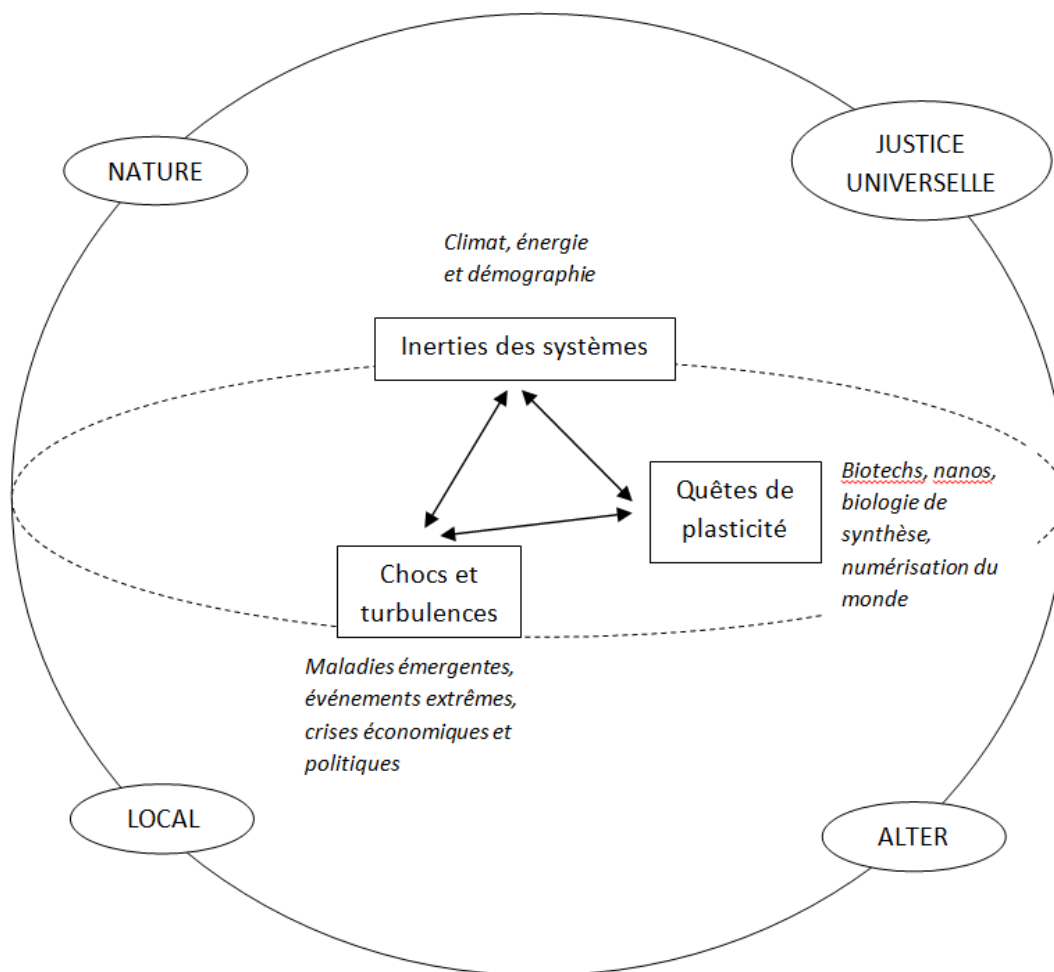 NATURE
JUSTICE
UNIVERSELLE
Climat, énergie
et démographie
Inerties des systèmes
Quêtes de
plasticité
Biotechs, nanos,
biologie de
synthèse,
numérisation du
monde
Chocs et
turbulences
Maladies émergentes,
événements extrêmes,
crises économiques et
politiques
LOCAL
ALTER